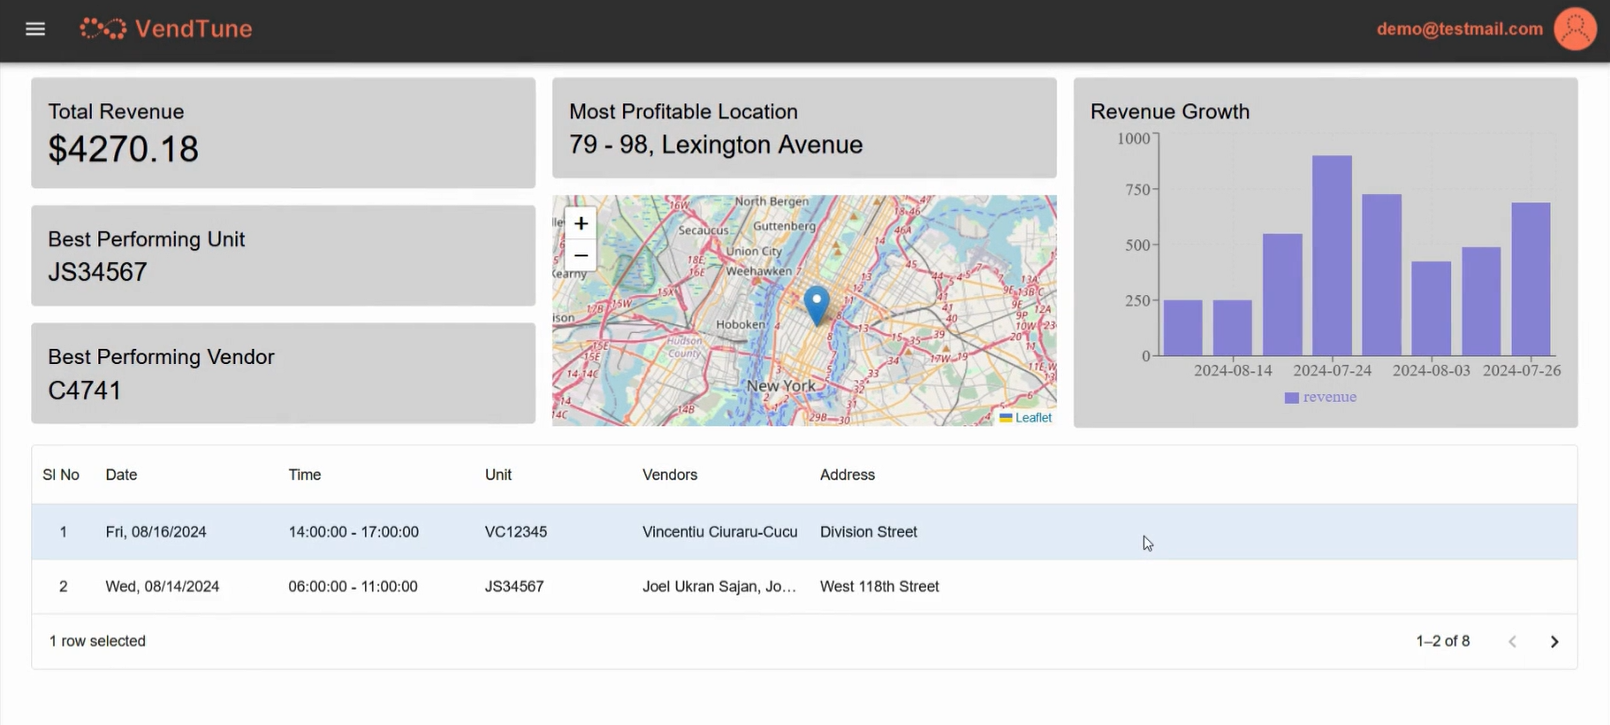 VendTune
demo@testmail.com
Total Revenue
$4270.18
Best Performing Unit
JS34567
Best Performing Vendor
C4741
Most Profitable Location
79 - 98, Lexington Avenue
+
−
North Bergen
Secaucus
Guttenberg
Union City
Weehawken
Kearny
Hoboken
Hudson
County
New York
Leaflet
Revenue Growth
1000
750
500
250
0
2024-08-14 2024-07-24 2024-08-03 2024-07-26
revenue
Sl No Date Time Unit Vendors Address
1 Fri, 08/16/2024 14:00:00 - 17:00:00 VC12345 Vincentiu Ciuraru-Cucu Division Street
2 Wed, 08/14/2024 06:00:00 - 11:00:00 JS34567 Joel Ukran Sajan, Jo... West 118th Street
1 row selected
1–2 of 8